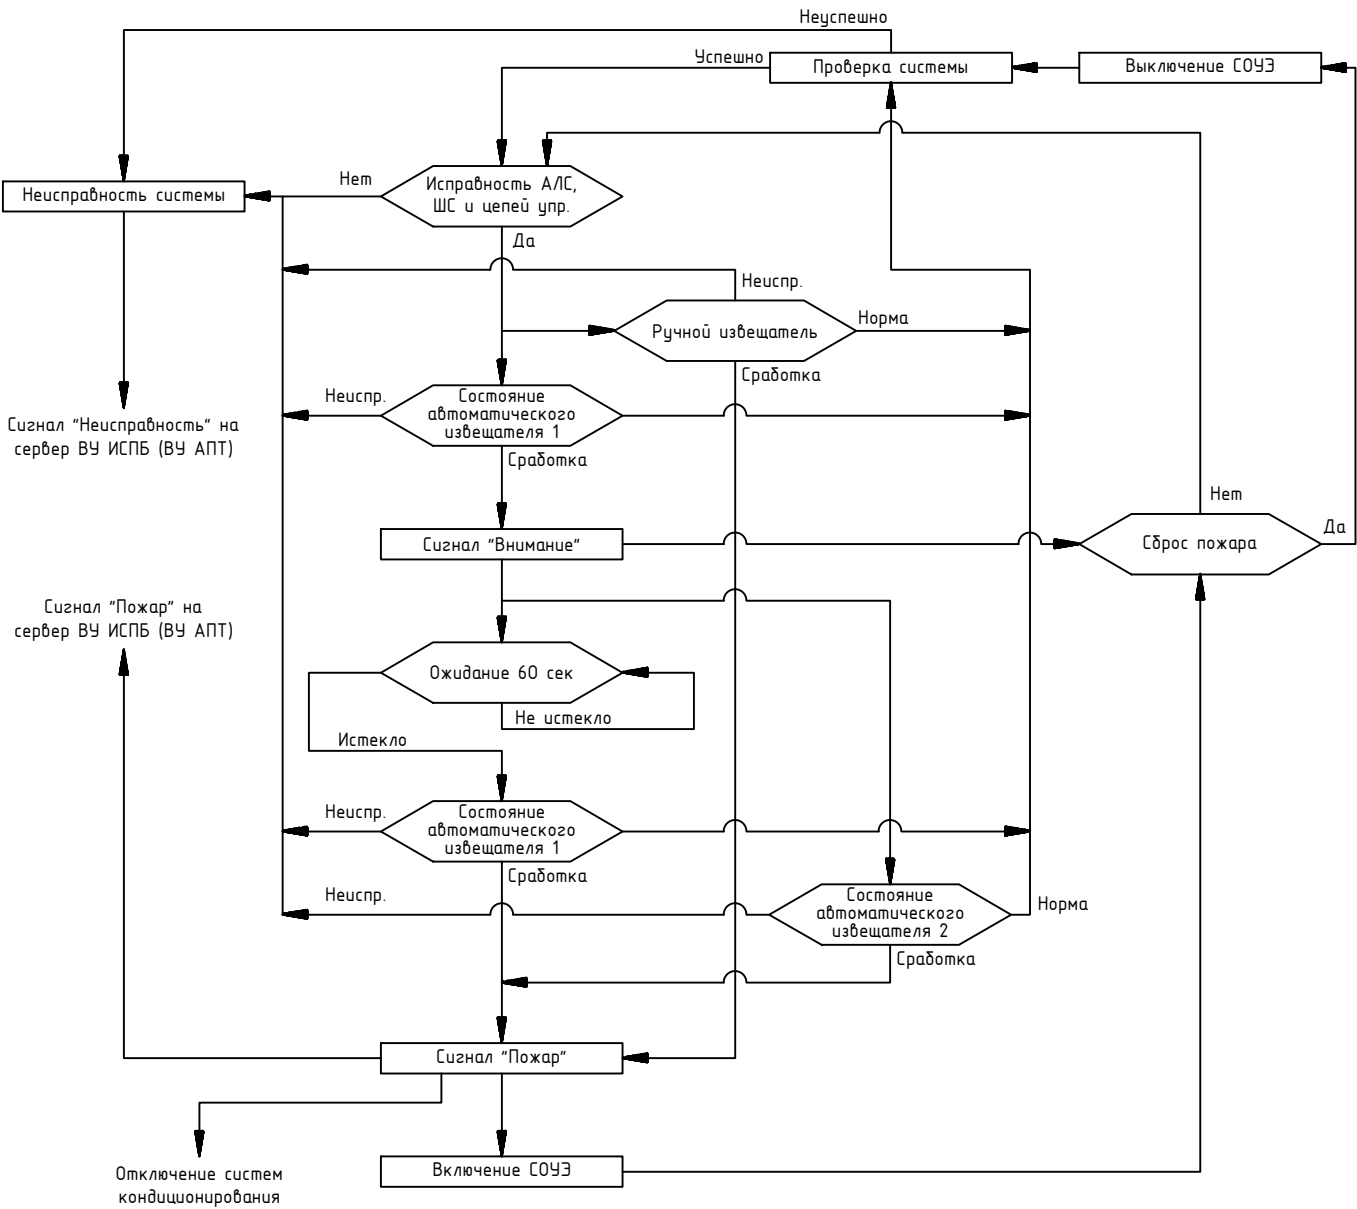 Неуспешно
Успешно
Проверка системы
Выключение СОУЭ
Неисправность системы
Нет
Исправность АЛС,
ШС и цепей упр.
Да
Неиспр.
Ручной извещатель
Норма
Сработка
Неиспр.
Состояние
автоматического
извещателя 1
Сработка
Сигнал "Неисправность" на
сервер ВУ ИСПБ (ВУ АПТ)
Нет
Сигнал "Внимание"
Сброс пожара
Да
Сигнал "Пожар" на
сервер ВУ ИСПБ (ВУ АПТ)
Ожидание 60 сек
Не истекло
Истекло
Неиспр.
Состояние
автоматического
извещателя 1
Сработка
Неиспр.
Состояние
автоматического
извещателя 2
Норма
Сработка
Сигнал "Пожар"
Отключение систем
кондиционирования
Включение СОУЭ